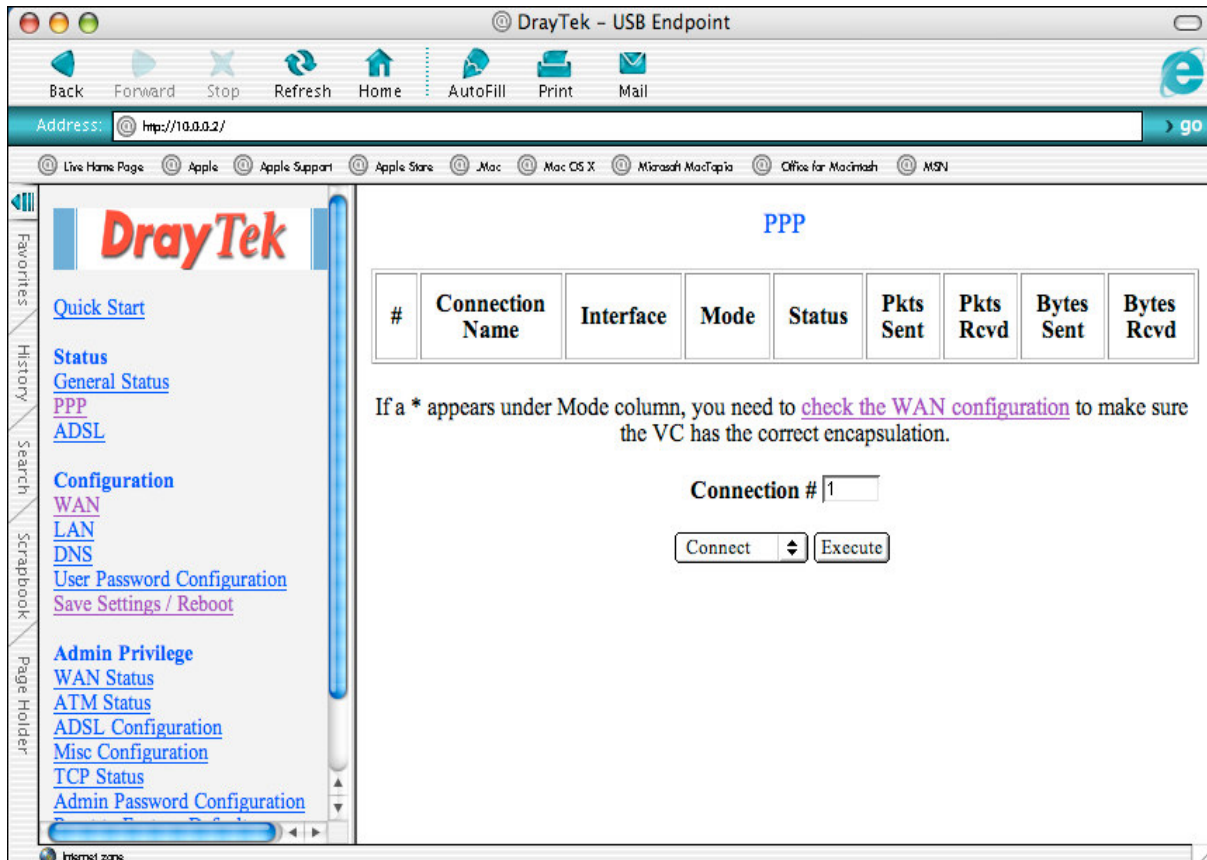 DrayTek – USB Endpoint
Back Forward Stop Refresh Home AutoFill Print Mail
Address: http://10.0.0.2/ go
Live Home Page Apple Apple Support Apple Store .Mac Mac OS X Microsoft MacTopia Office for Macintosh MSN
Favorites
History
Search
Scrapbook
Page Holder
DrayTek
Quick Start
Status
General Status
PPP
ADSL
Configuration
WAN
LAN
DNS
User Password Configuration
Save Settings / Reboot
Admin Privilege
WAN Status
ATM Status
ADSL Configuration
Misc Configuration
TCP Status
Admin Password Configuration
PPP
# Connection Name Interface Mode Status Pkts Sent Pkts Rcvd Bytes Sent Bytes Rcvd
If a * appears under Mode column, you need to check the WAN configuration to make sure
the VC has the correct encapsulation.
Connection # 1
Connect Execute
Internet zone